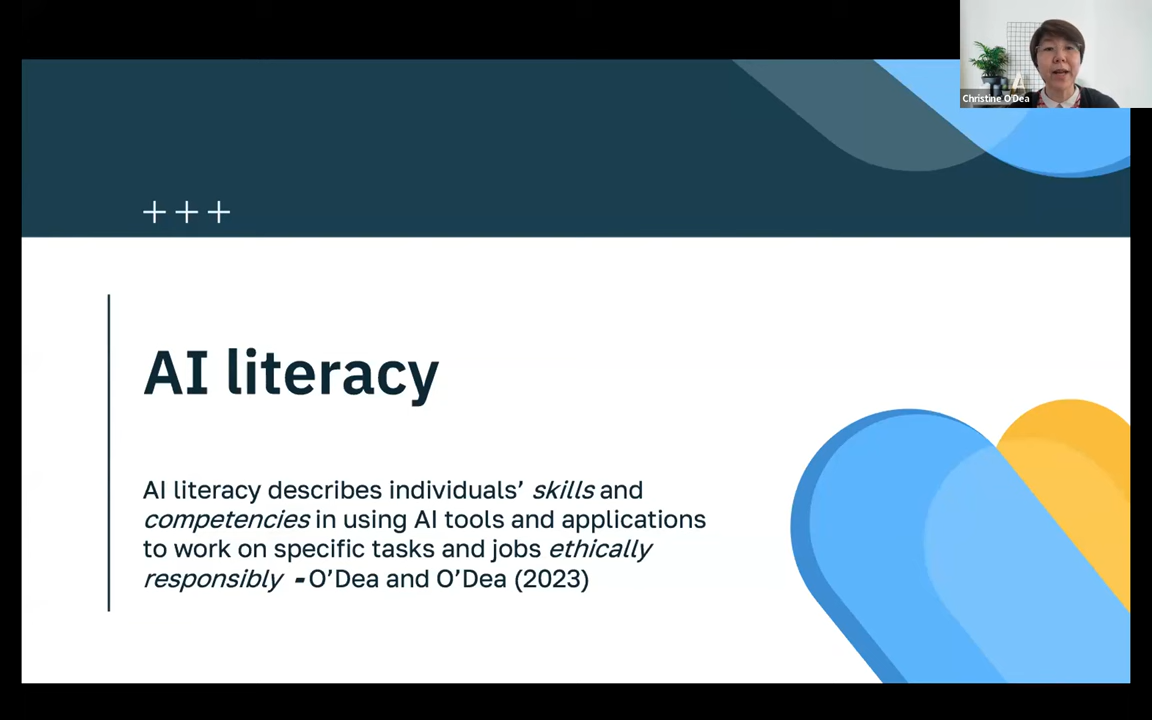 Christine O'Dea
+++
AI literacy
AI literacy describes individuals’ skills and
competencies in using AI tools and applications
to work on specific tasks and jobs ethically
responsibly - O’Dea and O’Dea (2023)